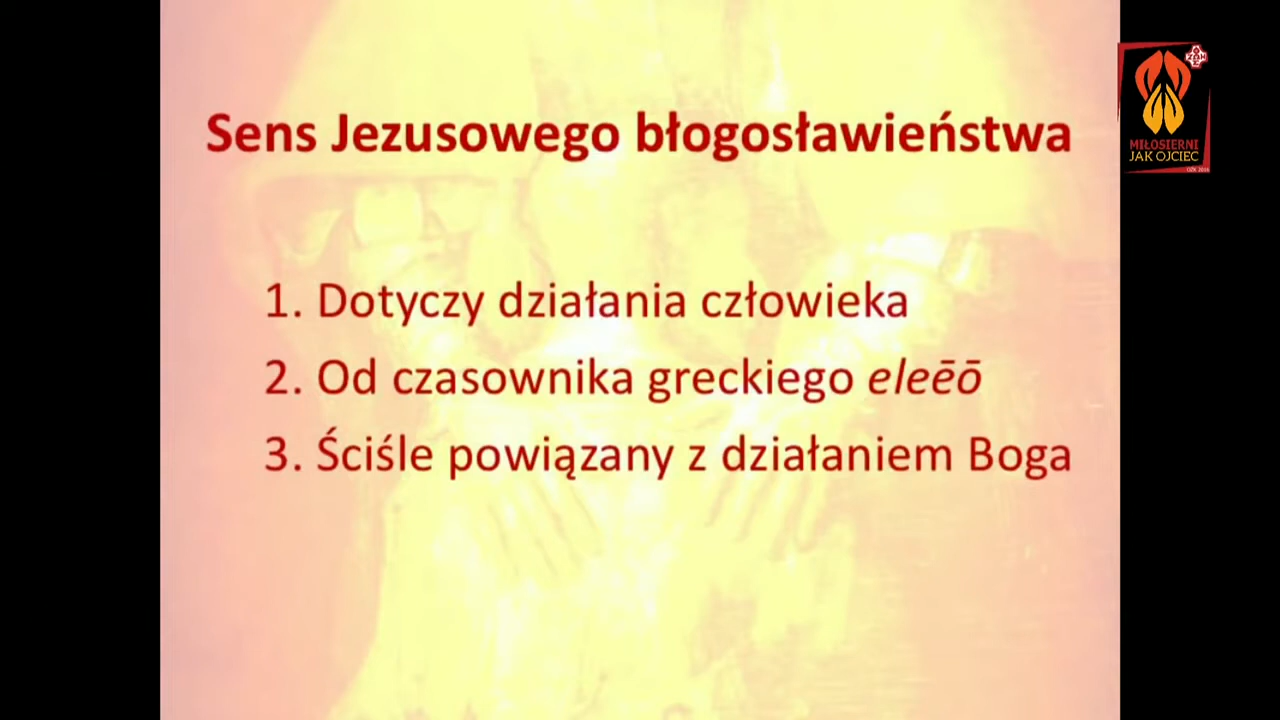 Sens Jezusowego błogosławieństwa
1. Dotyczy działania człowieka
2. Od czasownika greckiego eleēō
3. Ściśle powiązany z działaniem Boga
MIŁOSIERNI
JAK OJCIEC